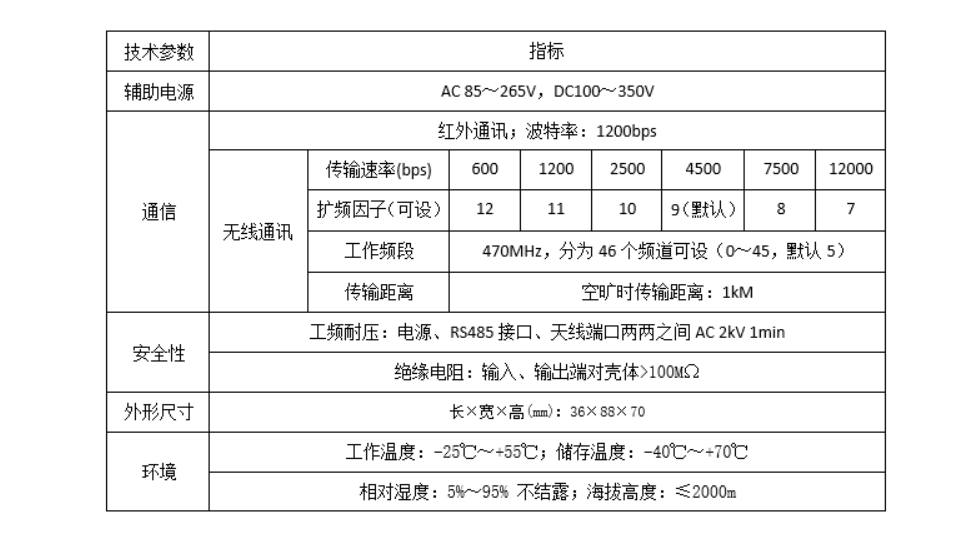 技术参数 指标
辅助电源 AC 85～265V，DC100～350V
红外通讯；波特率：1200bps
传输速率(bps) 600 1200 2500 4500 7500 12000
通信 扩频因子（可设） 12 11 10 9（默认） 8 7
无线通讯
工作频段 470MHz，分为 46 个频道可设（0～45，默认 5）
传输距离 空旷时传输距离：1kM
工频耐压：电源、RS485 接口、天线端口两两之间 AC 2kV 1min
安全性
绝缘电阻：输入、输出端对壳体>100MΩ
外形尺寸 长×宽×高(mm)：36×88×70
工作温度：-25℃～+55℃；储存温度：-40℃～+70℃
环境
相对湿度：5%～95% 不结露；海拔高度：≤2000m